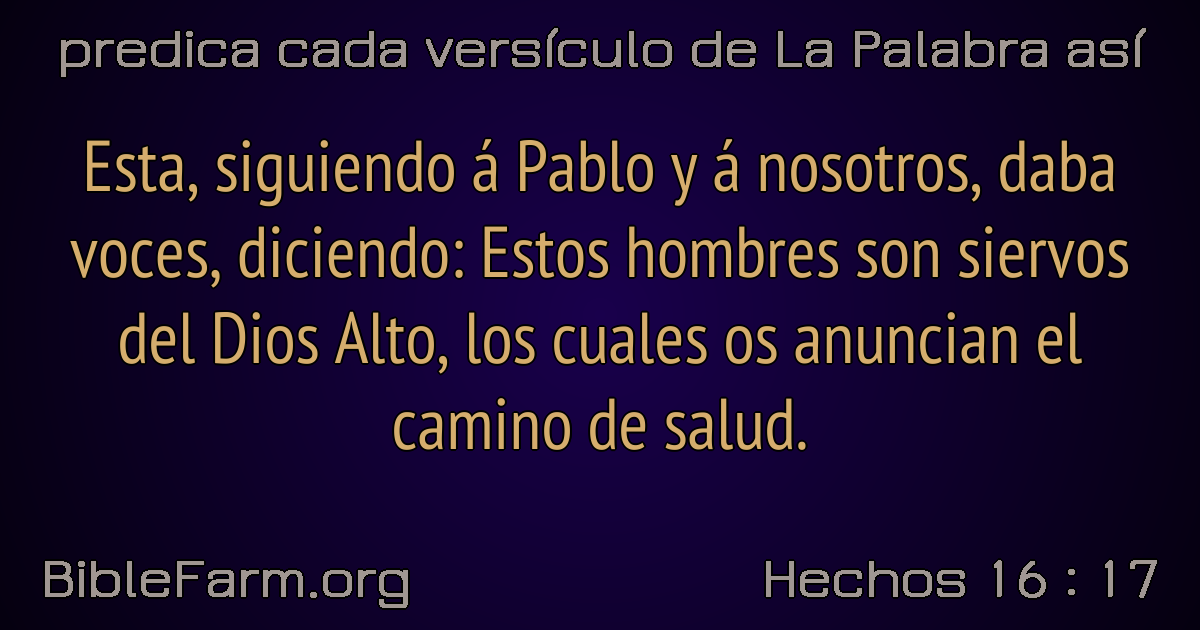 predica cada versículo de La Palabra así
Esta, siguiendo á Pablo y á nosotros, daba
voces, diciendo: Estos hombres son siervos
del Dios Alto, los cuales os anuncian el
camino de salud.
BibleFarm.org
Hechos 16 : 17